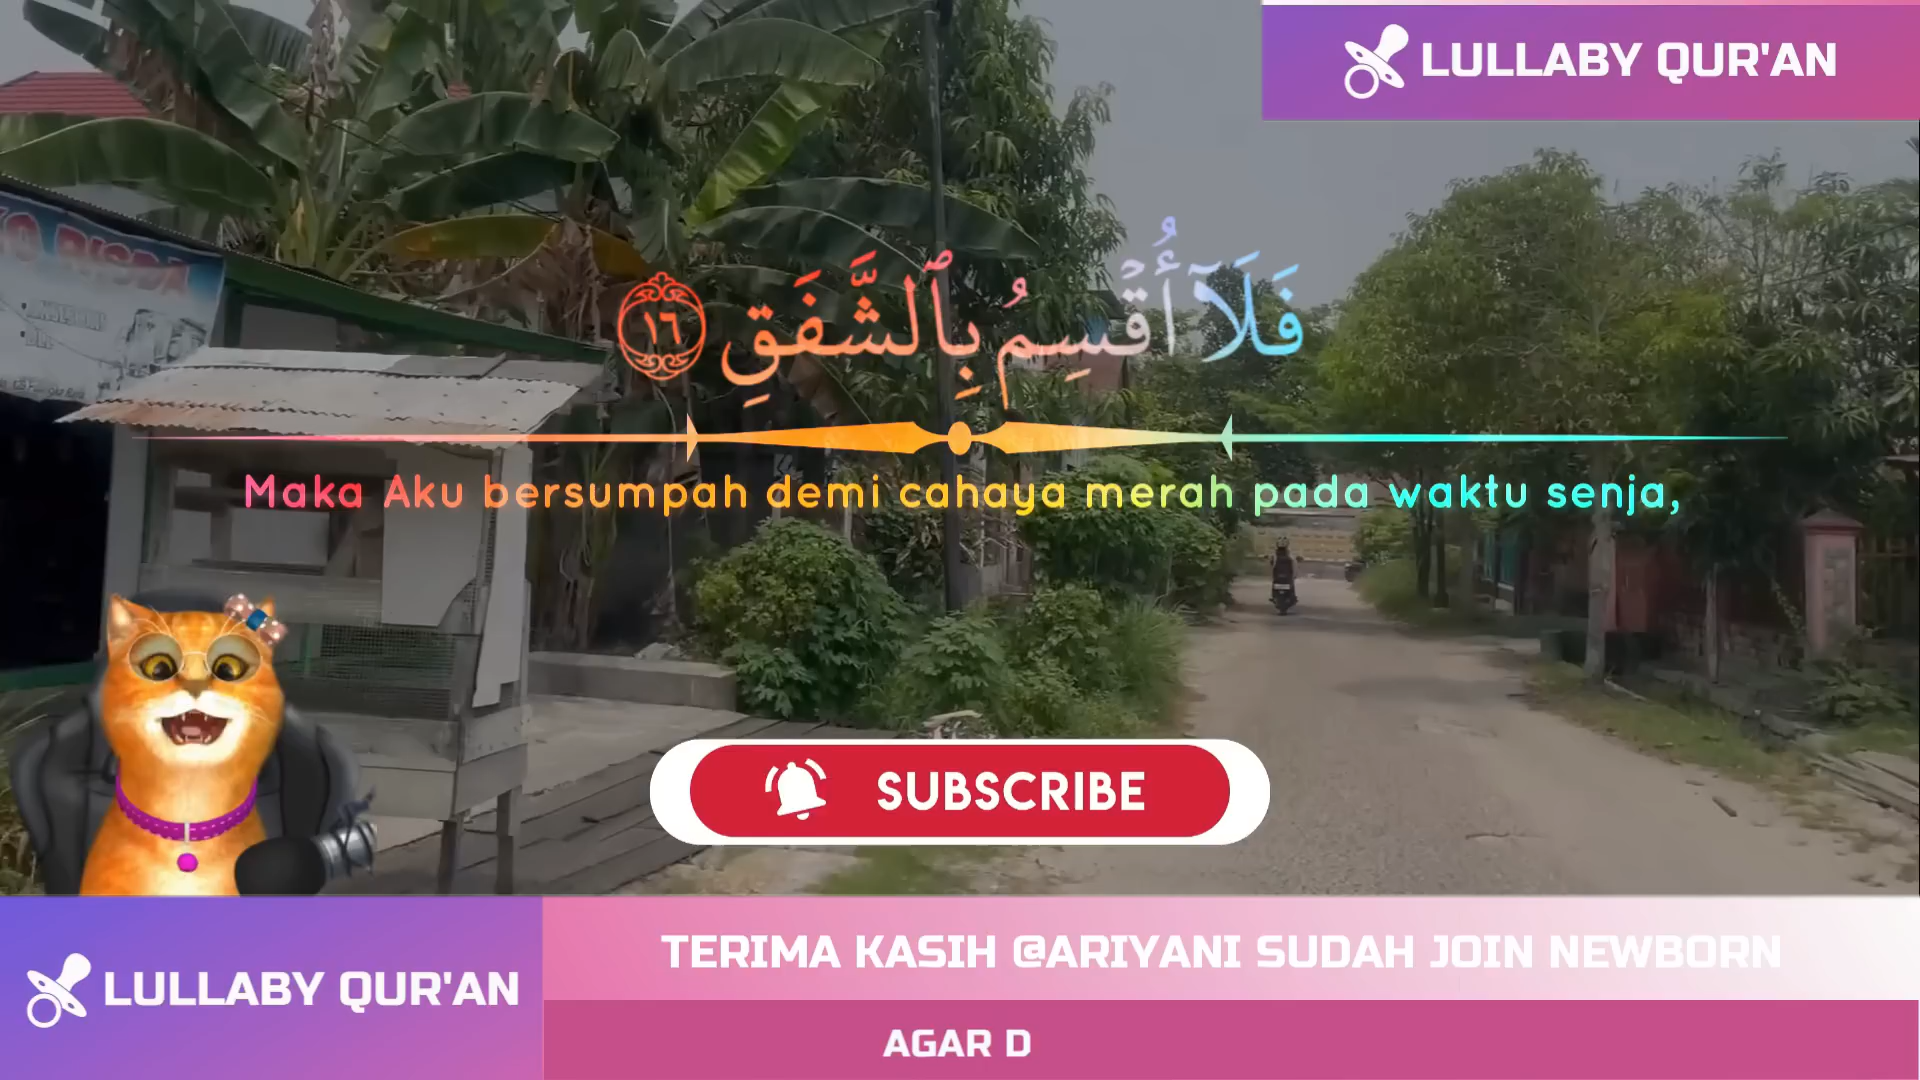 LULLABY QUR'AN
فَلَآ أُقۡسِمُ بِٱلشَّفَقِ ١٦
Maka Aku bersumpah demi cahaya merah pada waktu senja,
SUBSCRIBE
LULLABY QUR'AN
TERIMA KASIH @ARIYANI SUDAH JOIN NEWBORN
AGAR D